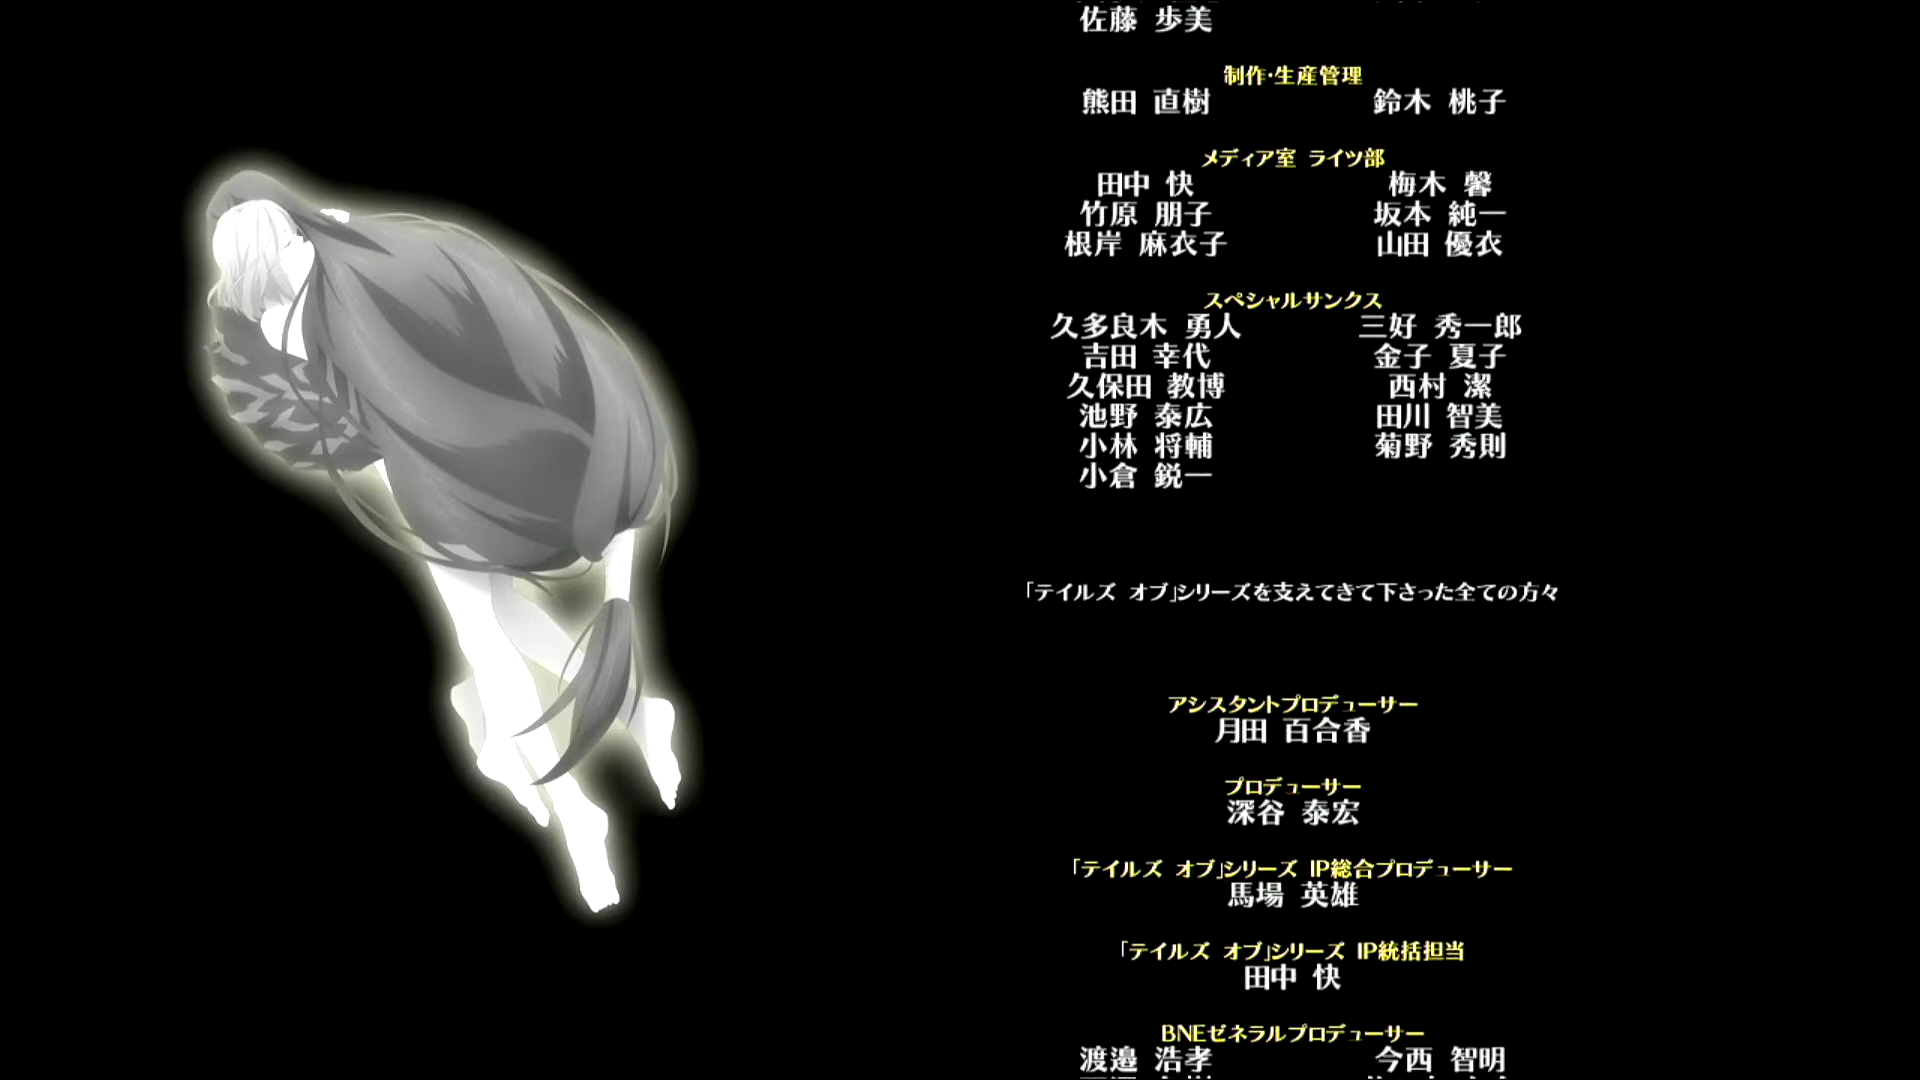 佐藤 歩美
制作・生産管理
熊田 直樹 鈴木 桃子
メディア室 ライツ部
田中 快 梅木 馨
竹原 朋子 坂本 純一
根岸 麻衣子 山田 優衣
スペシャルサンクス
久多良木 勇人 三好 秀一郎
吉田 幸代 金子 夏子
久保田 教博 西村 潔
池野 泰広 田川 智美
小林 将輔 菊野 秀則
小倉 鋭一
「テイルズ オブ」シリーズを支えてきて下さった全ての方々
アシスタントプロデューサー
月田 百合香
プロデューサー
深谷 泰宏
「テイルズ オブ」シリーズ IP総合プロデューサー
馬場 英雄
「テイルズ オブ」シリーズ IP統括担当
田中 快
BNEゼネラルプロデューサー
渡邉 浩孝 今西 智明